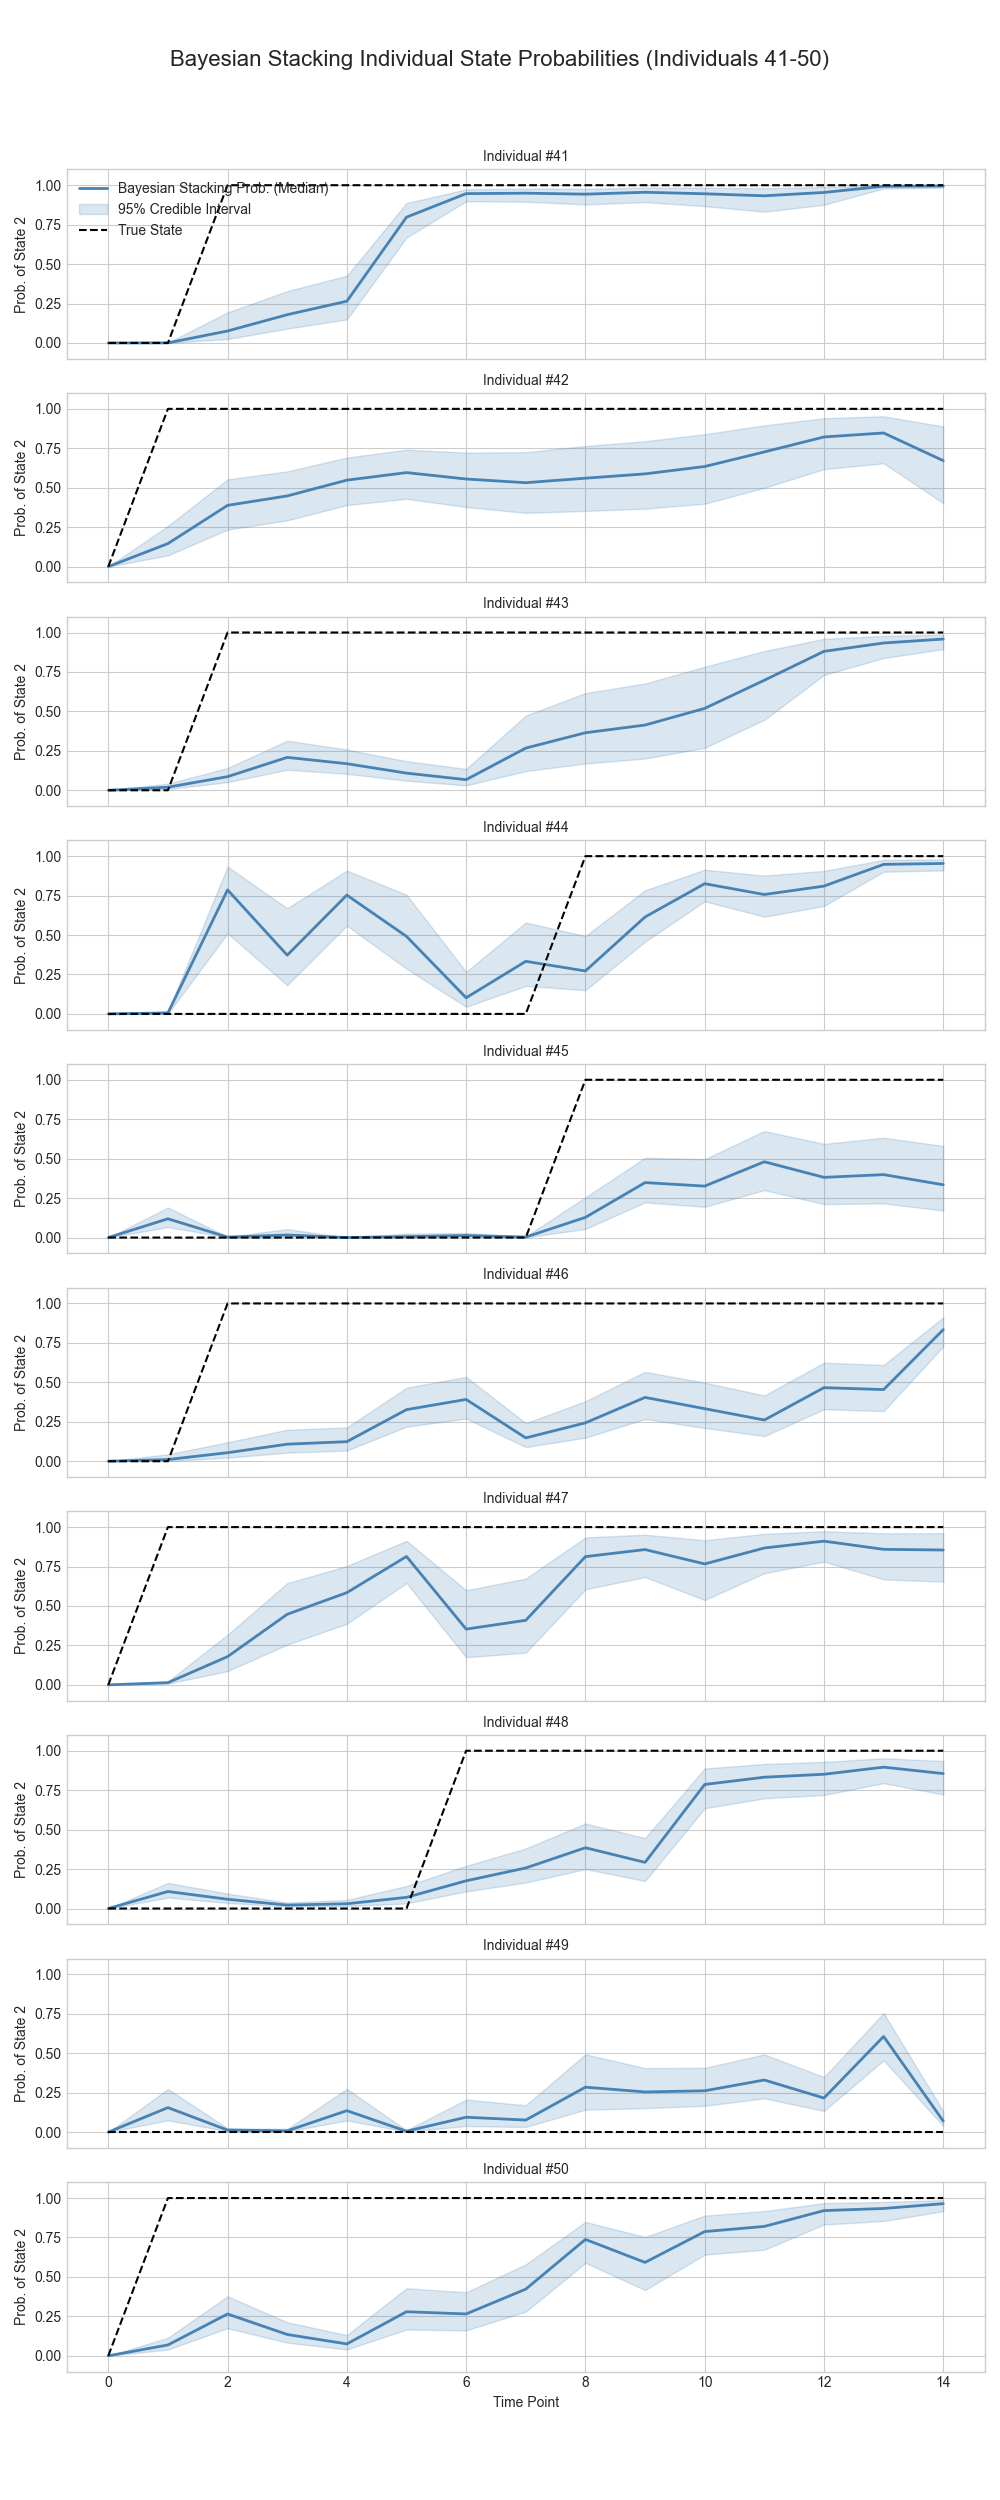 Bayesian Stacking Individual State Probabilities (Individuals 41-50)
Individual #41
Bayesian Stacking Prob. (Median)
95% Credible Interval
True State
Prob. of State 2
1.00
0.75
0.50
0.25
0.00
Individual #42
Prob. of State 2
1.00
0.75
0.50
0.25
0.00
Individual #43
Prob. of State 2
1.00
0.75
0.50
0.25
0.00
Individual #44
Prob. of State 2
1.00
0.75
0.50
0.25
0.00
Individual #45
Prob. of State 2
1.00
0.75
0.50
0.25
0.00
Individual #46
Prob. of State 2
1.00
0.75
0.50
0.25
0.00
Individual #47
Prob. of State 2
1.00
0.75
0.50
0.25
0.00
Individual #48
Prob. of State 2
1.00
0.75
0.50
0.25
0.00
Individual #49
Prob. of State 2
1.00
0.75
0.50
0.25
0.00
Individual #50
Prob. of State 2
1.00
0.75
0.50
0.25
0.00
0 2 4 6 8 10 12 14
Time Point